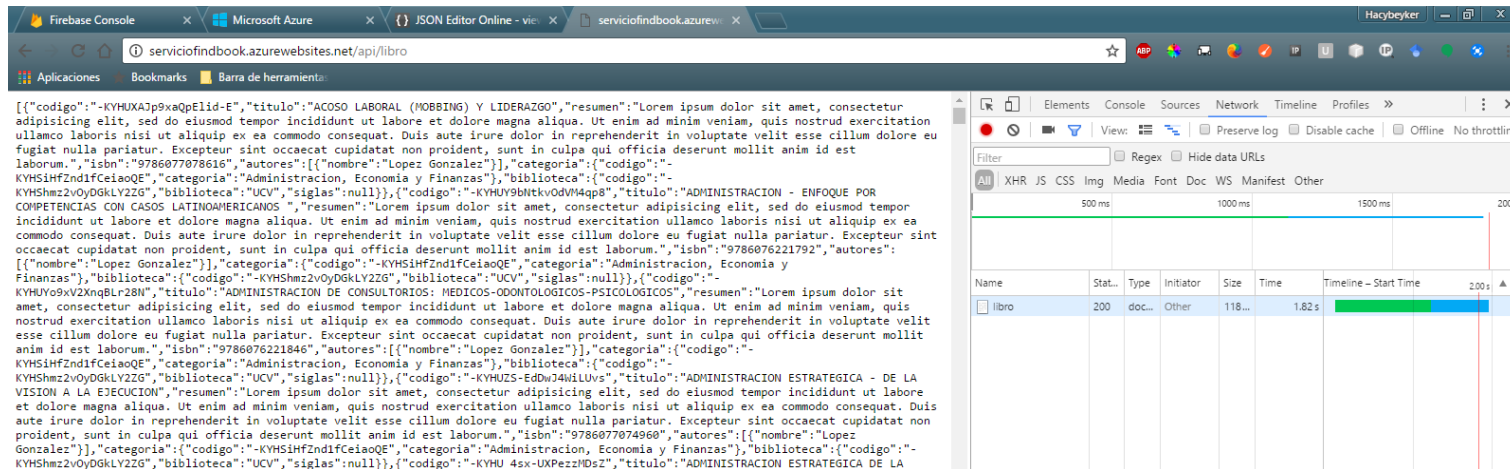 Firebase Console
Microsoft Azure
JSON Editor Online - vie
serviciofindbook.azurewe
Hacybeyker
serviciofindbook.azurewebsites.net/api/libro
ABP
IP
U
Aplicaciones
Bookmarks
Barra de herramientas
[{"codigo":"-KYHUXAJp9xaQpElid-E","titulo":"ACOSO LABORAL (MOBBING) Y LIDERAZGO","resumen":"Lorem ipsum dolor sit amet, consectetur
adipisicing elit, sed do eiusmod tempor incididunt ut labore et dolore magna aliqua. Ut enim ad minim veniam, quis nostrud exercitation
ullamco laboris nisi ut aliquip ex ea commodo consequat. Duis aute irure dolor in reprehenderit in voluptate velit esse cillum dolore eu
fugiat nulla pariatur. Excepteur sint occaecat cupidatat non proident, sunt in culpa qui officia deserunt mollit anim id est
laborum.","isbn":"9786077078616","autores":[{"nombre":"Lopez Gonzalez"}],"categoria":{"codigo":"-
KYHSiHfZnd1fCeiaoQE","categoria":"Administracion, Economia y Finanzas"},"biblioteca":{"codigo":"-
KYHShmz2vOyDGkLY2ZG","biblioteca":"UCV","siglas":null}},{"codigo":"-KYHUY9bNtkvOdVM4qp8","titulo":"ADMINISTRACION - ENFOQUE POR
COMPETENCIAS CON CASOS LATINOAMERICANOS ","resumen":"Lorem ipsum dolor sit amet, consectetur adipisicing elit, sed do eiusmod tempor
incididunt ut labore et dolore magna aliqua. Ut enim ad minim veniam, quis nostrud exercitation ullamco laboris nisi ut aliquip ex ea
commodo consequat. Duis aute irure dolor in reprehenderit in voluptate velit esse cillum dolore eu fugiat nulla pariatur. Excepteur sint
occaecat cupidatat non proident, sunt in culpa qui officia deserunt mollit anim id est laborum.","isbn":"9786076221792","autores":
[{"nombre":"Lopez Gonzalez"}],"categoria":{"codigo":"-KYHSiHfZnd1fCeiaoQE","categoria":"Administracion, Economia y
Finanzas"},"biblioteca":{"codigo":"-KYHShmz2vOyDGkLY2ZG","biblioteca":"UCV","siglas":null}},{"codigo":"-
KYHUYo9xV2XnqBLr28N","titulo":"ADMINISTRACION DE CONSULTORIOS: MEDICOS-ODONTOLOGICOS-PSICOLOGICOS","resumen":"Lorem ipsum dolor sit
amet, consectetur adipisicing elit, sed do eiusmod tempor incididunt ut labore et dolore magna aliqua. Ut enim ad minim veniam, quis
nostrud exercitation ullamco laboris nisi ut aliquip ex ea commodo consequat. Duis aute irure dolor in reprehenderit in voluptate velit
esse cillum dolore eu fugiat nulla pariatur. Excepteur sint occaecat cupidatat non proident, sunt in culpa qui officia deserunt mollit
anim id est laborum.","isbn":"9786076221846","autores":[{"nombre":"Lopez Gonzalez"}],"categoria":{"codigo":"-
KYHSiHfZnd1fCeiaoQE","categoria":"Administracion, Economia y Finanzas"},"biblioteca":{"codigo":"-
KYHShmz2vOyDGkLY2ZG","biblioteca":"UCV","siglas":null}},{"codigo":"-KYHUZS-EdDwJ4WiLUvs","titulo":"ADMINISTRACION ESTRATEGICA - DE LA
VISION A LA EJECUCION","resumen":"Lorem ipsum dolor sit amet, consectetur adipisicing elit, sed do eiusmod tempor incididunt ut labore
et dolore magna aliqua. Ut enim ad minim veniam, quis nostrud exercitation ullamco laboris nisi ut aliquip ex ea commodo consequat. Duis
aute irure dolor in reprehenderit in voluptate velit esse cillum dolore eu fugiat nulla pariatur. Excepteur sint occaecat cupidatat non
proident, sunt in culpa qui officia deserunt mollit anim id est laborum.","isbn":"9786077074960","autores":[{"nombre":"Lopez
Gonzalez"}],"categoria":{"codigo":"-KYHSiHfZnd1fCeiaoQE","categoria":"Administracion, Economia y Finanzas"},"biblioteca":{"codigo":"-
KYHShmz2vOyDGkLY2ZG","biblioteca":"UCV","siglas":null}},{"codigo":"-KYHU_4sx-UXPezzMDsZ","titulo":"ADMINISTRACION ESTRATEGICA DE LA
Elements Console Sources Network Timeline Profiles »
View: Preserve log Disable cache Offline No throttlin
Filter Regex Hide data URLs
All XHR JS CSS Img Media Font Doc WS Manifest Other
500 ms 1000 ms 1500 ms 200
Name Stat... Type Initiator Size Time Timeline – Start Time 2.00 s
libro 200 doc... Other 118... 1.82 s